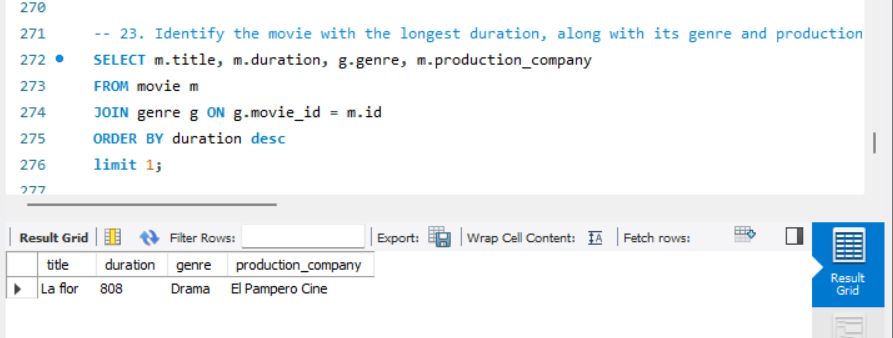 270
271 -- 23. Identify the movie with the longest duration, along with its genre and production
272 SELECT m.title, m.duration, g.genre, m.production_company
273 FROM movie m
274 JOIN genre g ON g.movie_id = m.id
275 ORDER BY duration desc
276 limit 1;
277
Result Grid Filter Rows: Export: Wrap Cell Content: Fetch rows:
title duration genre production_company
La flor 808 Drama El Pampero Cine
Result
Grid